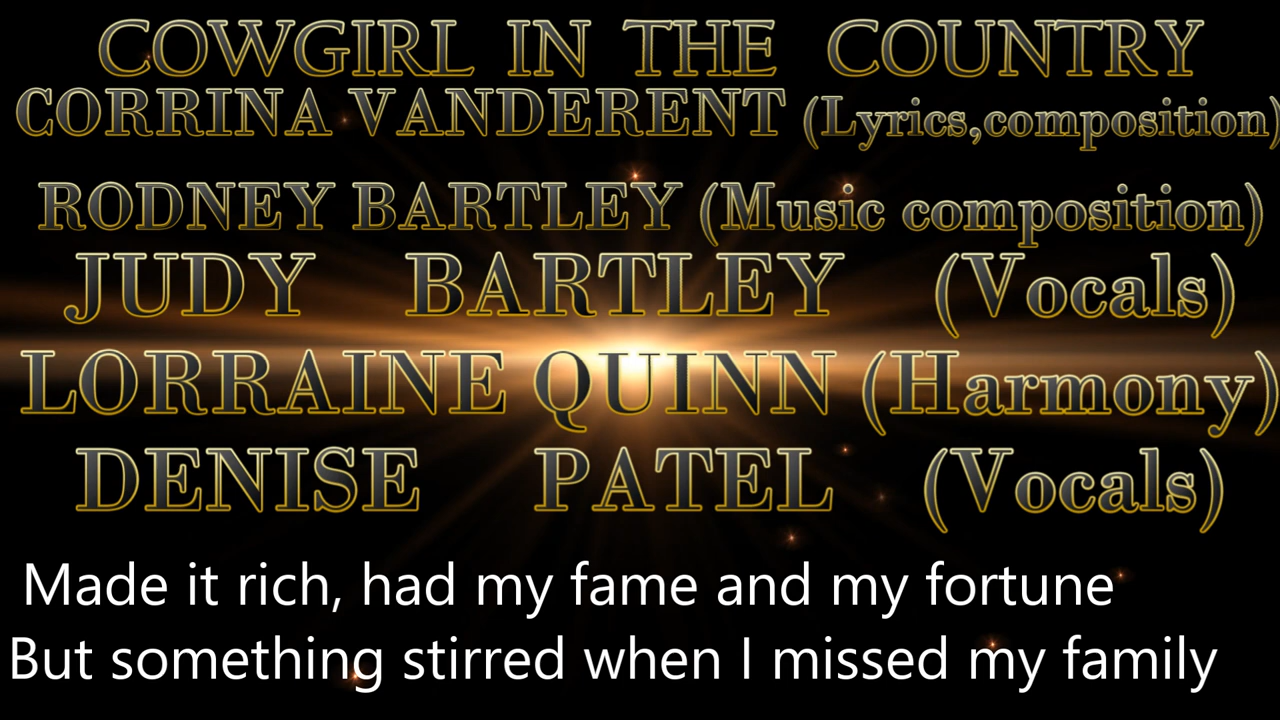 COWGIRL IN THE COUNTRY
CORRINA VANDERENT (Lyrics,composition)
RODNEY BARTLEY (Music composition)
JUDY BARTLEY (Vocals)
LORRAINE QUINN (Harmony)
DENISE PATEL (Vocals)
Made it rich, had my fame and my fortune
But something stirred when I missed my family